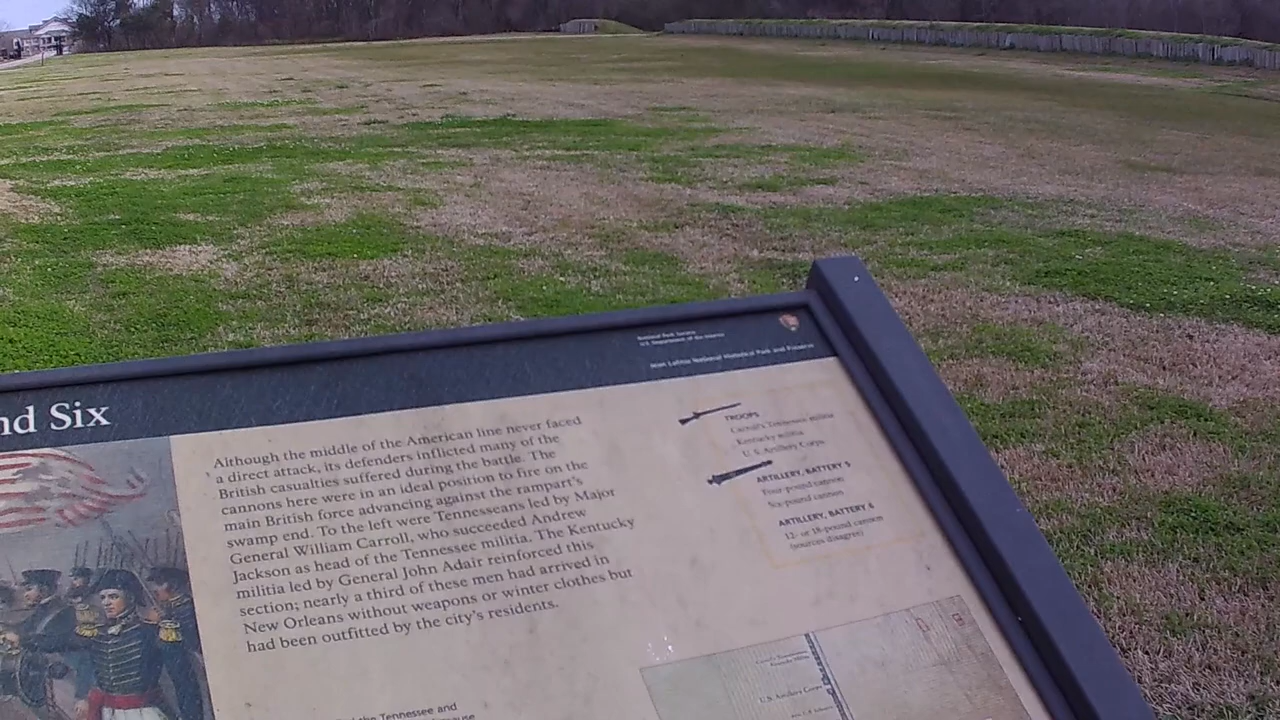 National Park Service
U.S. Department of the Interior
Jean Lafitte National Historical Park and Preserve
nd Six
Although the middle of the American line never faced
a direct attack, its defenders inflicted many of the
British casualties suffered during the battle. The
cannons here were in an ideal position to fire on the
main British force advancing against the rampart's
swamp end. To the left were Tennesseans led by Major
General William Carroll, who succeeded Andrew
Jackson as head of the Tennessee militia. The Kentucky
militia led by General John Adair reinforced this
section; nearly a third of these men had arrived in
New Orleans without weapons or winter clothes but
had been outfitted by the city's residents.
TROOPS
Carroll's Tennessee militia
Kentucky militia
U. S. Artillery Corps
ARTILLERY, BATTERY 5
Four-pound cannon
Six-pound cannon
ARTILLERY, BATTERY 6
12- or 18-pound cannon
(sources disagree)
Carroll's Tennessee,
Kentucky Militia
U.S. Artillery Corps
the Tennessee and